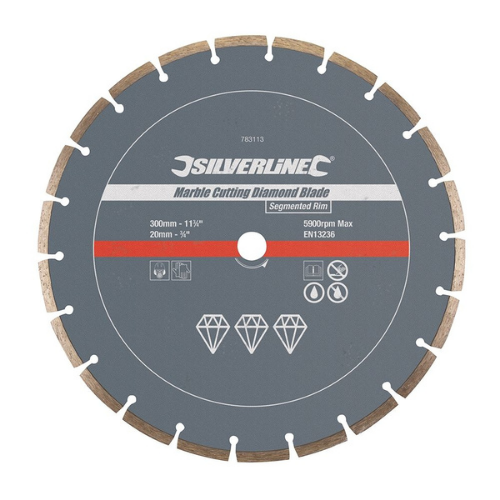 783113
SILVERLINE
Marble Cutting Diamond Blade
Segmented Rim
300mm - 11¾"
20mm - ¾"
5900rpm Max
EN13236